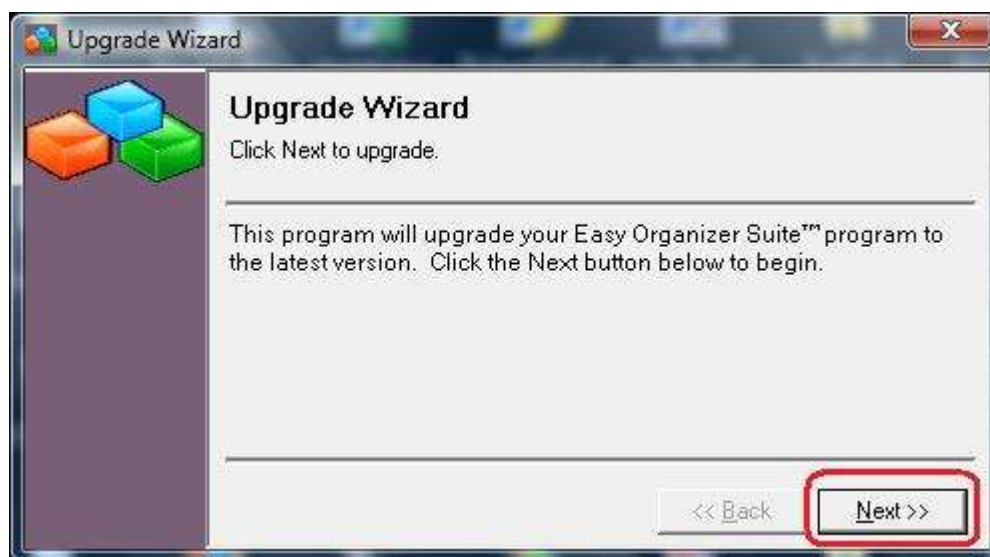 Upgrade Wizard
Upgrade Wizard
Click Next to upgrade.
This program will upgrade your Easy Organizer Suite™ program to
the latest version. Click the Next button below to begin.
<< Back
Next >>